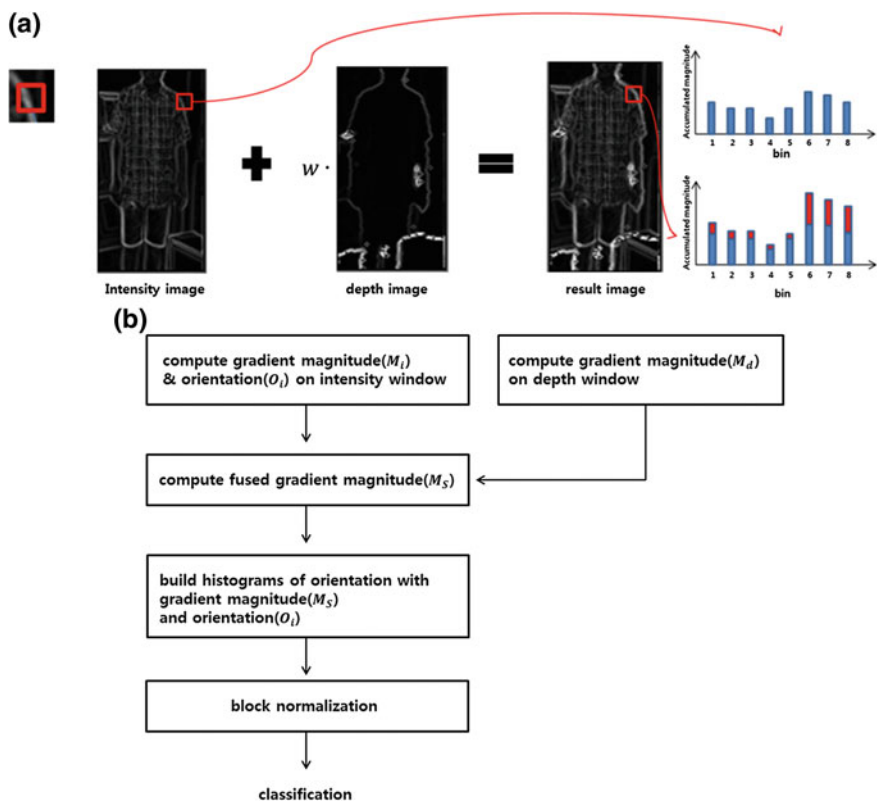 (a)
Accumulated magnitude
1 2 3 4 5 6 7 8
bin
w ·
Accumulated magnitude
1 2 3 4 5 6 7 8
bin
Intensity image
depth image
result image
(b)
compute gradient magnitude(M_i)
& orientation(O_i) on intensity window
compute gradient magnitude(M_d)
on depth window
compute fused gradient magnitude(M_S)
build histograms of orientation with
gradient magnitude(M_S)
and orientation(O_i)
block normalization
classification